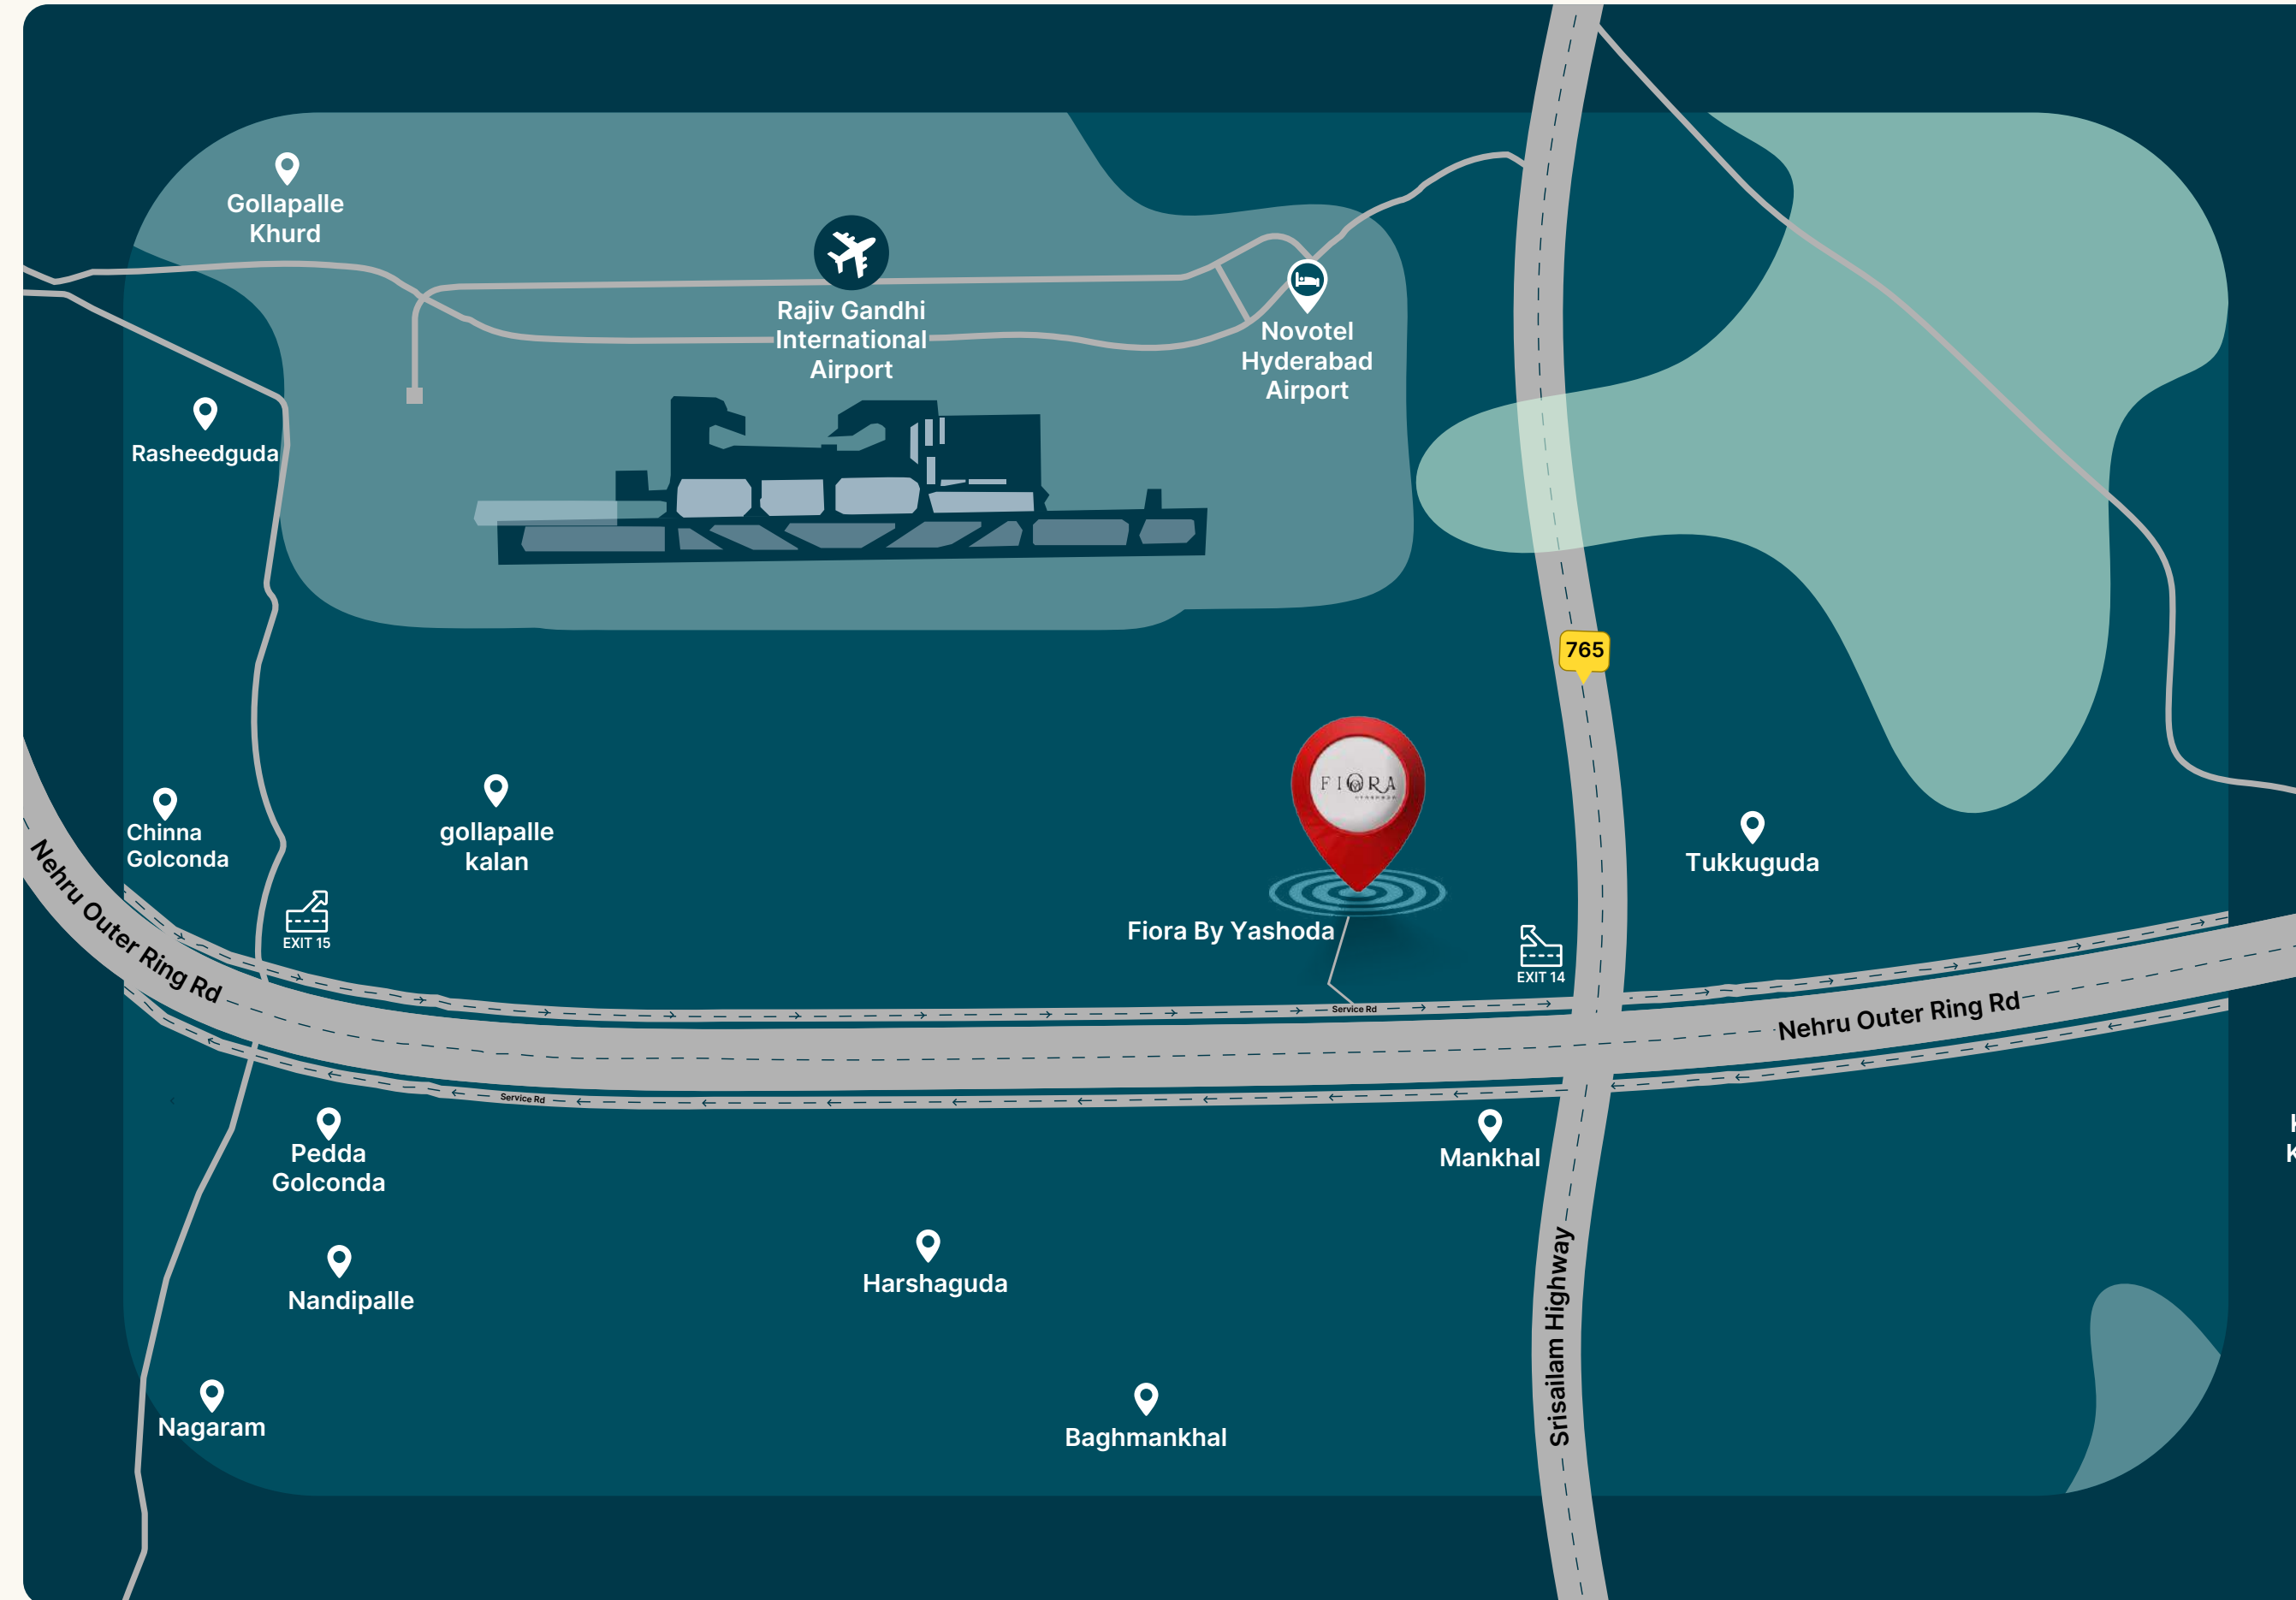 Gollapalle
Khurd
Rajiv Gandhi
International
Airport
Novotel
Hyderabad
Airport
Rasheedguda
765
FIORA
Chinna
Golconda
gollapalle
kalan
Tukkuguda
EXIT 15
Fiora By Yashoda
EXIT 14
Nehru Outer Ring Rd
Service Rd
Nehru Outer Ring Rd
Service Rd
Pedda
Golconda
Mankhal
Nandipalle
Harshaguda
Srisailam Highway
Nagaram
Baghmankhal